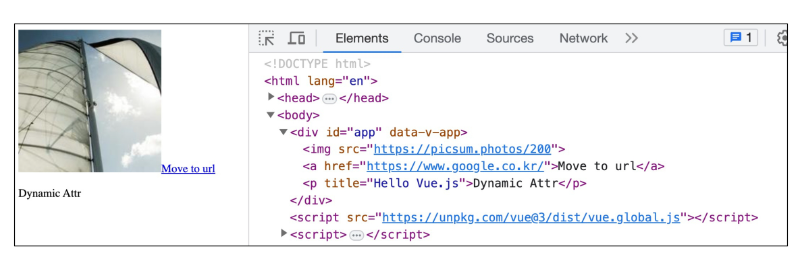 Move to url
Dynamic Attr
Elements Console Sources Network >> 1
<!DOCTYPE html>
<html lang="en">
<head> ... </head>
<body>
<div id="app" data-v-app>
<img src="https://picsum.photos/200">
<a href="https://www.google.co.kr/">Move to url</a>
<p title="Hello Vue.js">Dynamic Attr</p>
</div>
<script src="https://unpkg.com/vue@3/dist/vue.global.js"></script>
<script> ... </script>